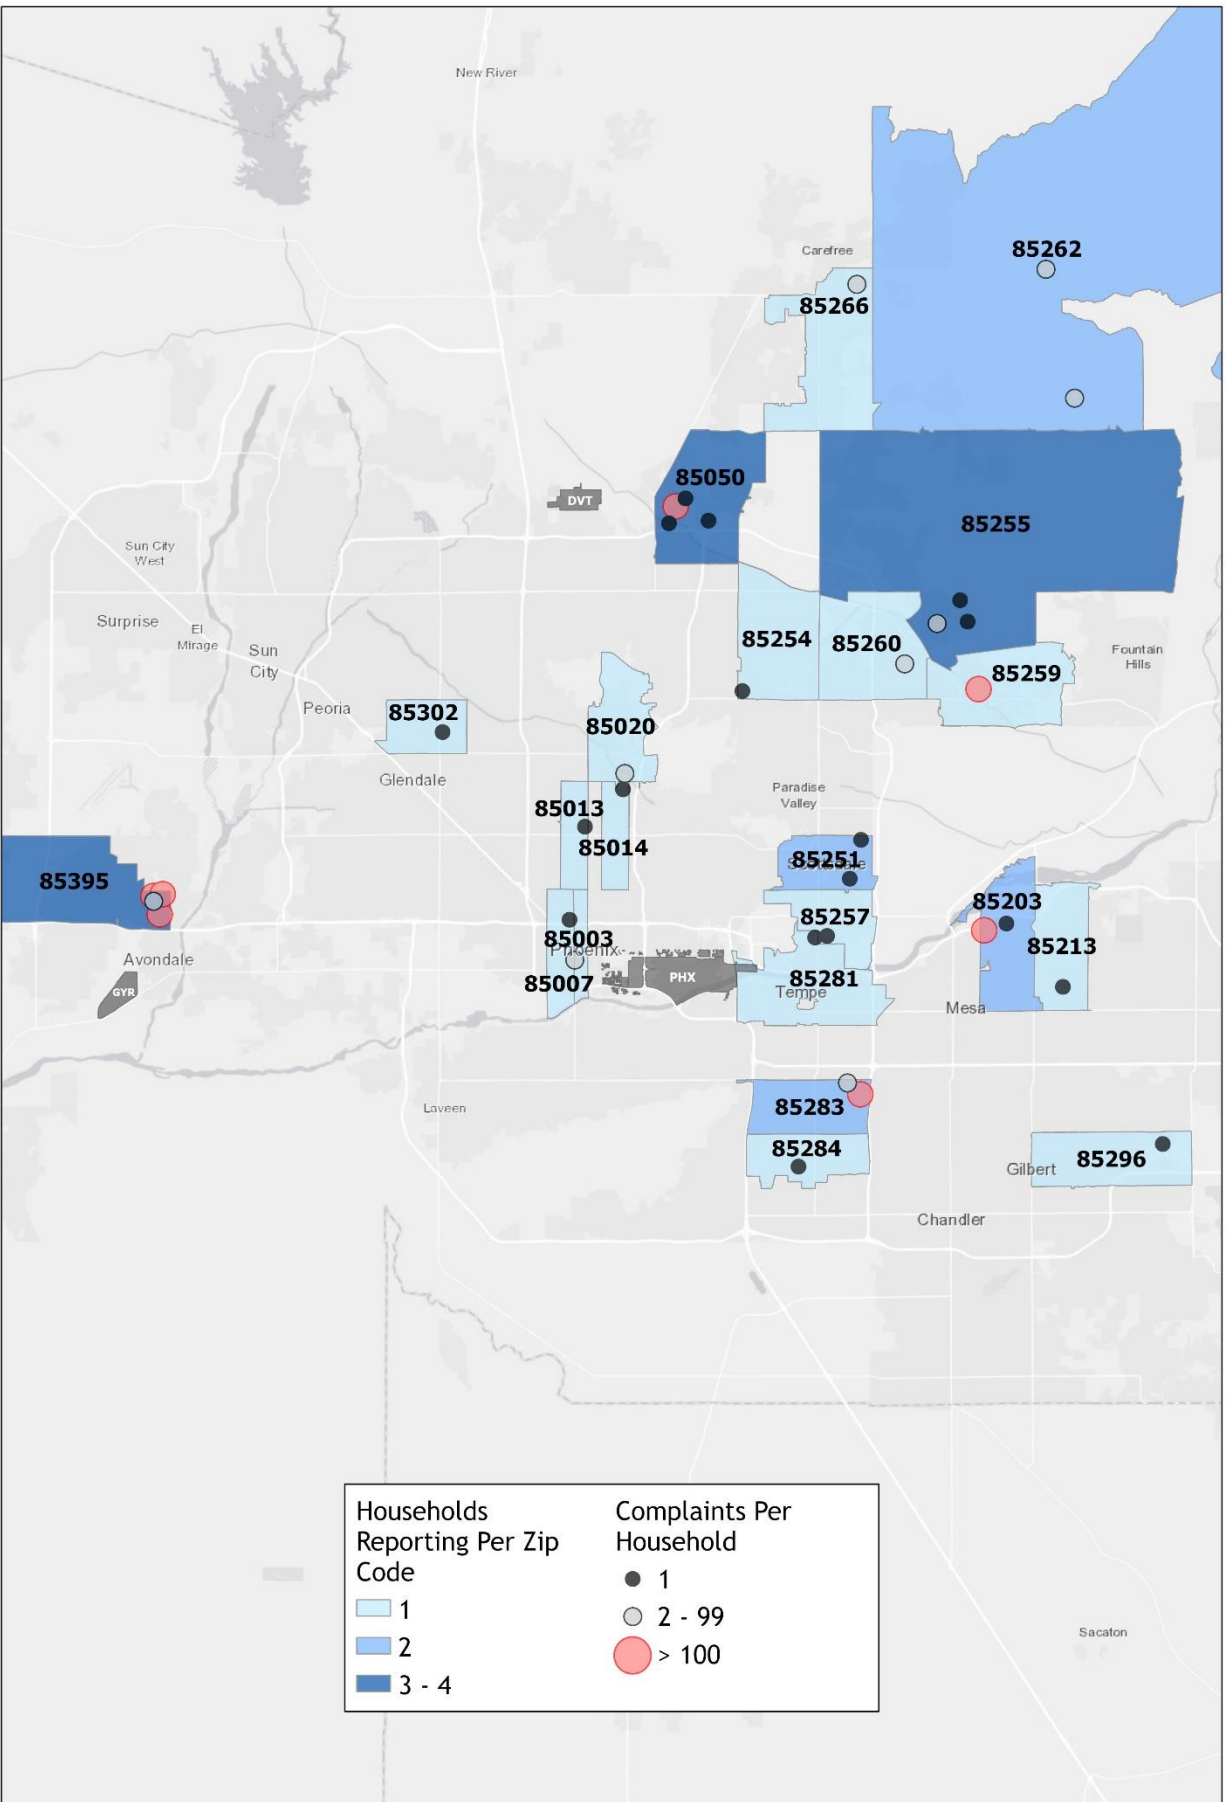 New River
Carefree
85262
85266
85050
DVT
85255
Sun City
West
Surprise
El
Mirage
Sun
City
85254
85260
Fountain
Hills
85259
Peoria
85302
85020
Glendale
Paradise
Valley
85013
85014
85251
Scottsdale
85395
85203
85257
85003
Phoenix
85213
Avondale
PHX
85281
85007
GYR
Tempe
Mesa
Laveen
85283
85284
85296
Gilbert
Chandler
Households
Reporting Per Zip
Code
1
2
3 - 4
Complaints Per
Household
1
2 - 99
> 100
Sacaton